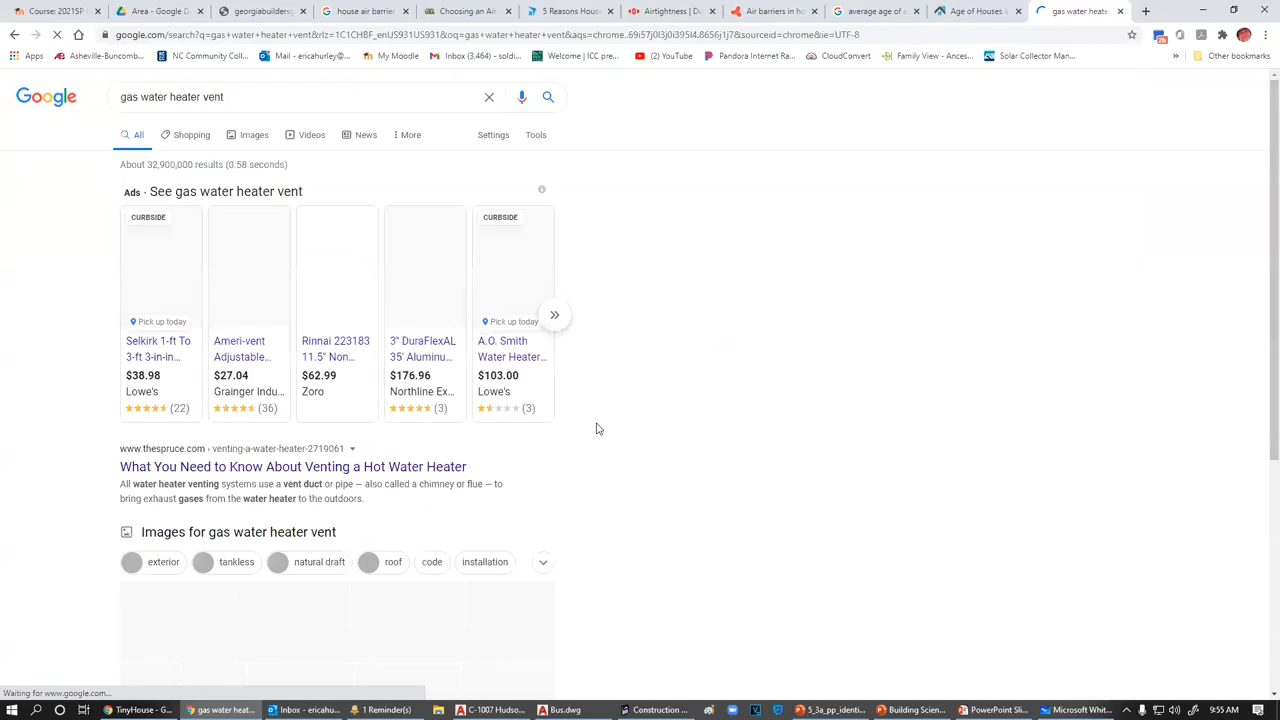 Course: 2021SP
Area - Google D
georgiabuildersg
house air barrier
Choosing an Air
5 Reasons House
Airtightness | Du
Air barriers in ho
average age of a
Age of Houses i
gas water heate
google.com/search?q=gas+water+heater+vent&rlz=1C1CHBF_enUS931US931&oq=gas+water+heater+vent&aqs=chrome..69i57j0l3j0i395l4.8656j1j7&sourceid=chrome&ie=UTF-8
Apps
Asheville-Buncomb...
NC Community Coll...
Mail - ericahurley@...
My Moodle
Inbox (3,464) - soldi...
Welcome | ICC pre...
(2) YouTube
Pandora Internet Ra...
CloudConvert
Family View - Ances...
Solar Collector Man...
»
Other bookmarks
Google
gas water heater vent
All
Shopping
Images
Videos
News
More
Settings
Tools
About 32,900,000 results (0.58 seconds)
Ads · See gas water heater vent
CURBSIDE
CURBSIDE
Pick up today
Pick up today
Selkirk 1-ft To
3-ft 3-in-in...
$38.98
Lowe's
(22)
Ameri-vent
Adjustable...
$27.04
Grainger Indu...
(36)
Rinnai 223183
11.5" Non...
$62.99
Zoro
3" DuraFlexAL
35' Aluminu...
$176.96
Northline Ex...
(3)
A.O. Smith
Water Heater...
$103.00
Lowe's
(3)
www.thespruce.com › venting-a-water-heater-2719061
What You Need to Know About Venting a Hot Water Heater
All water heater venting systems use a vent duct or pipe — also called a chimney or flue — to
bring exhaust gases from the water heater to the outdoors.
Images for gas water heater vent
exterior
tankless
natural draft
roof
code
installation
Waiting for www.google.com...
TinyHouse - G...
gas water heat...
Inbox - ericahu...
1 Reminder(s)
C-1007 Hudso...
Bus.dwg
Construction ...
5_3a_pp_identi...
Building Scien...
PowerPoint Sli...
Microsoft Whit...
9:55 AM